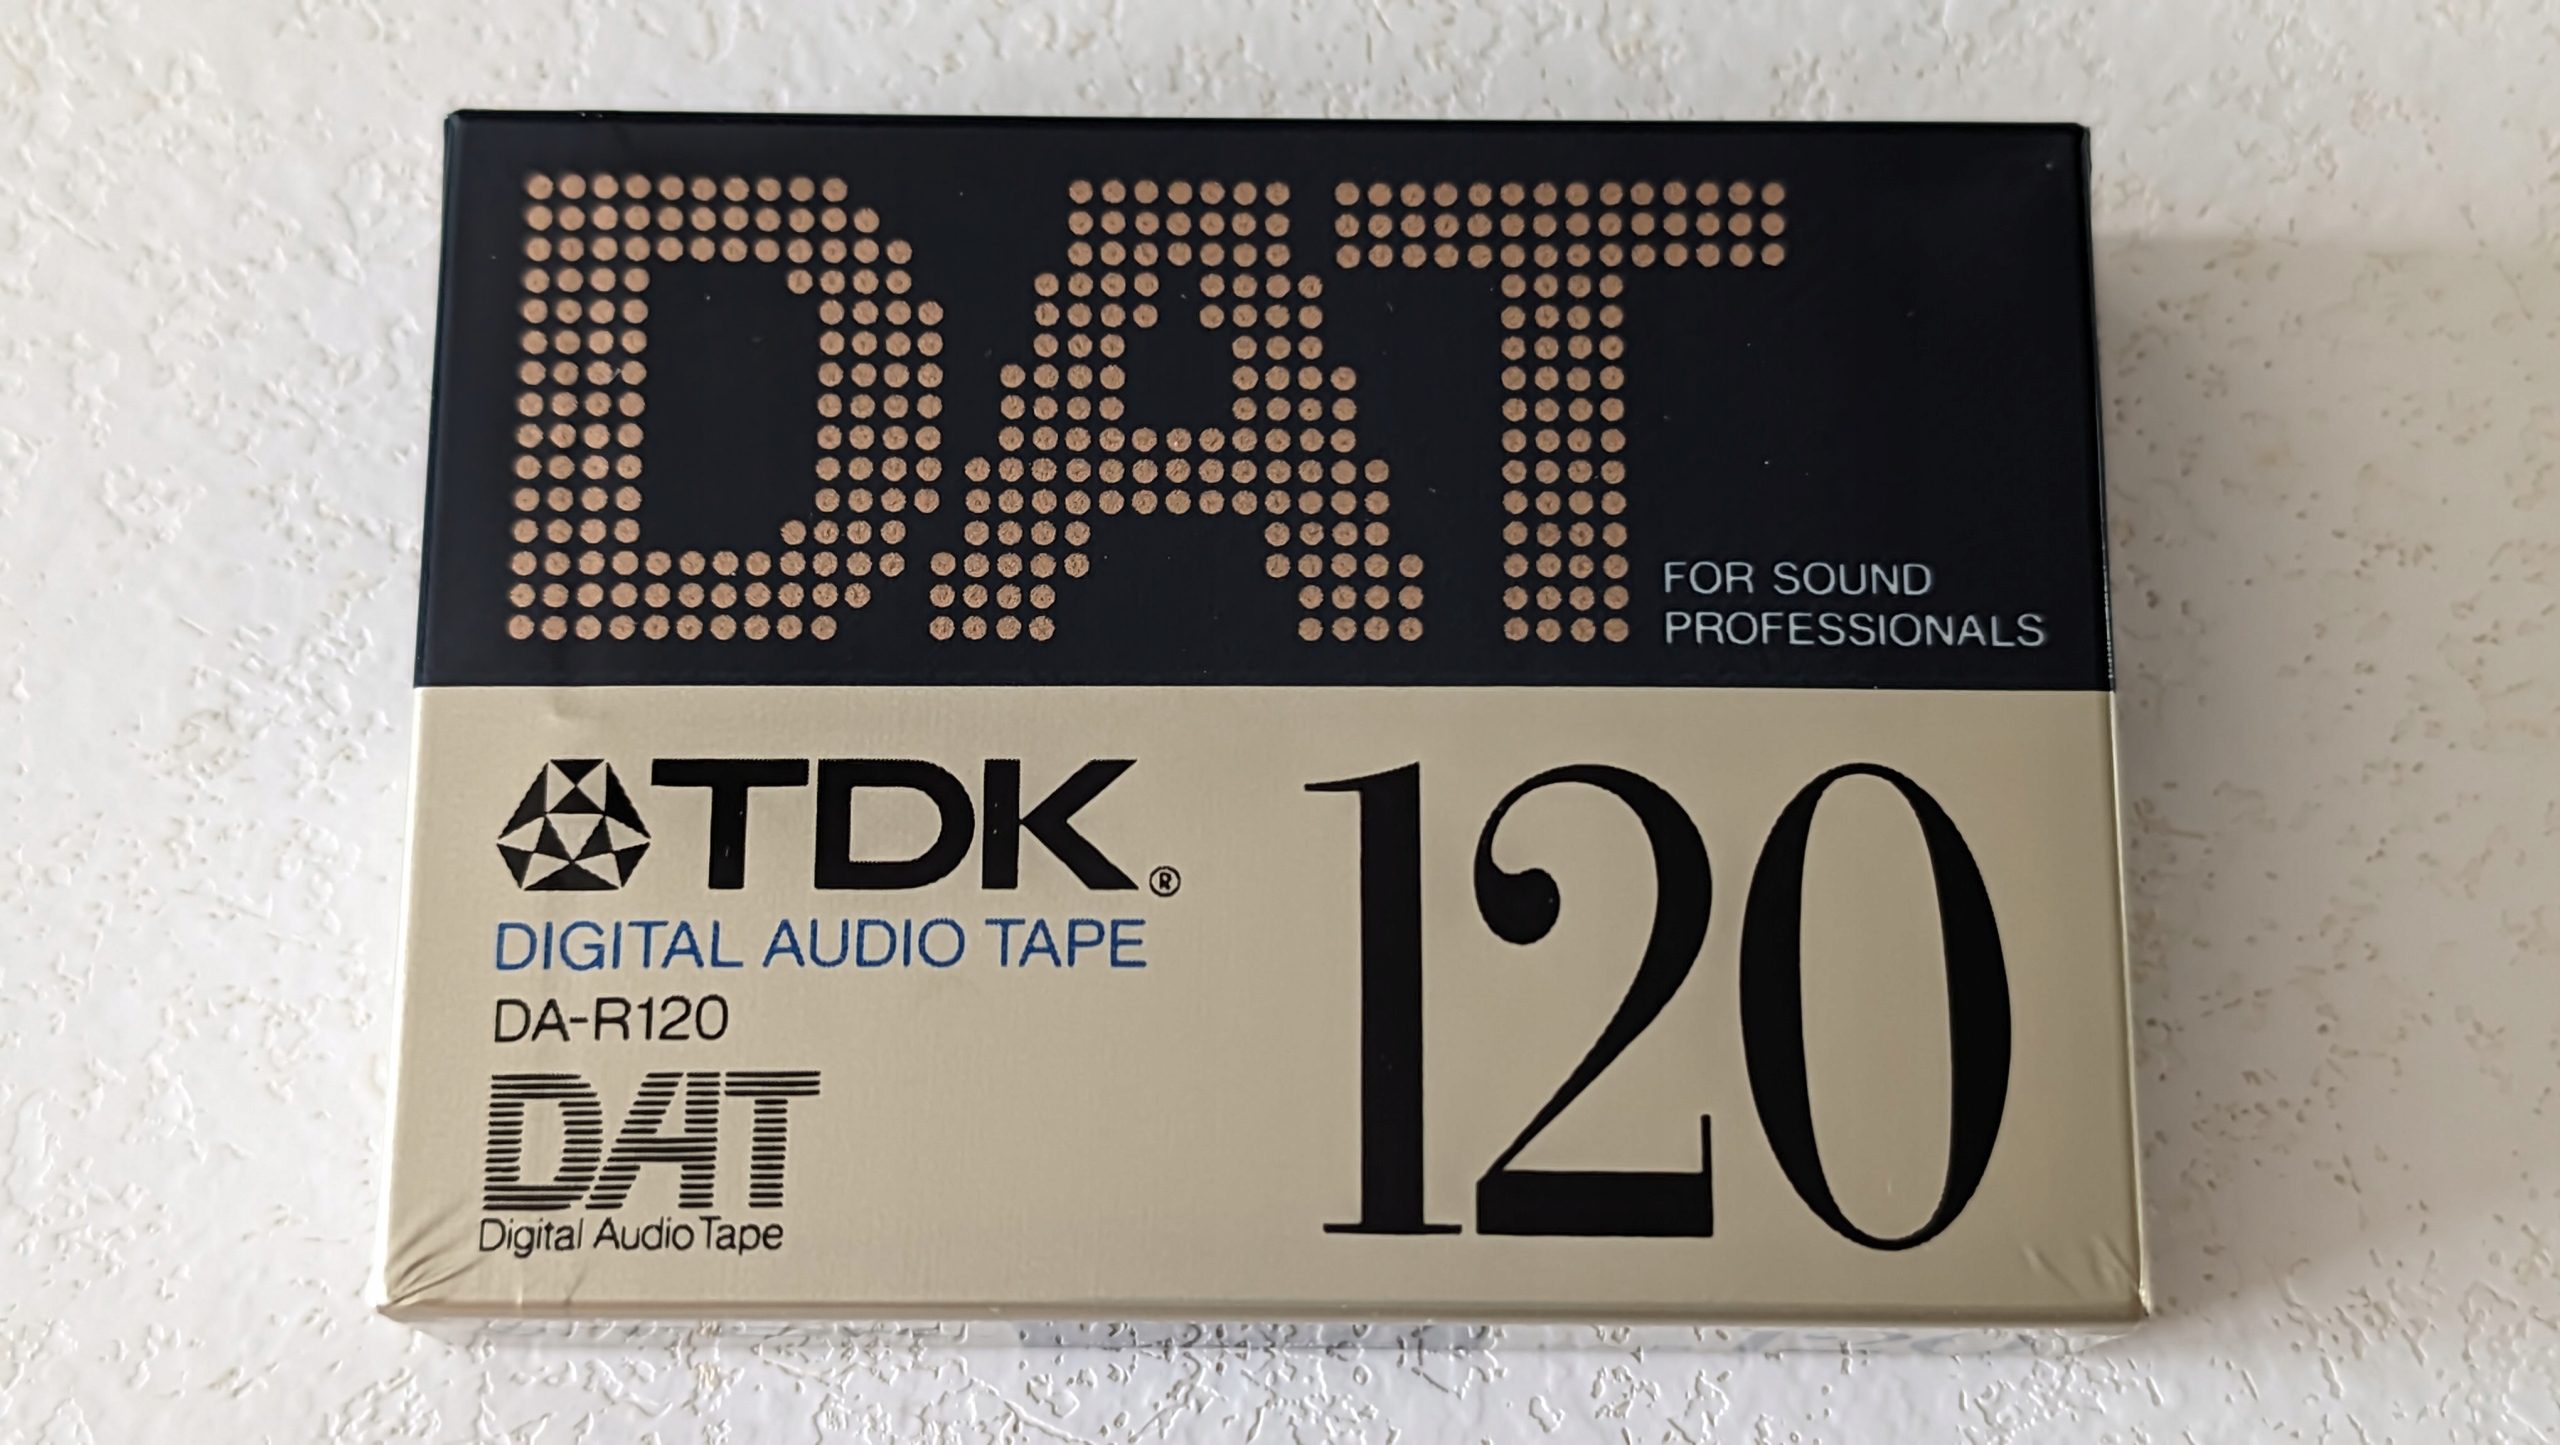 DAT
FOR SOUND
PROFESSIONALS
TDK®
120
DIGITAL AUDIO TAPE
DA-R120
DAT
Digital Audio Tape